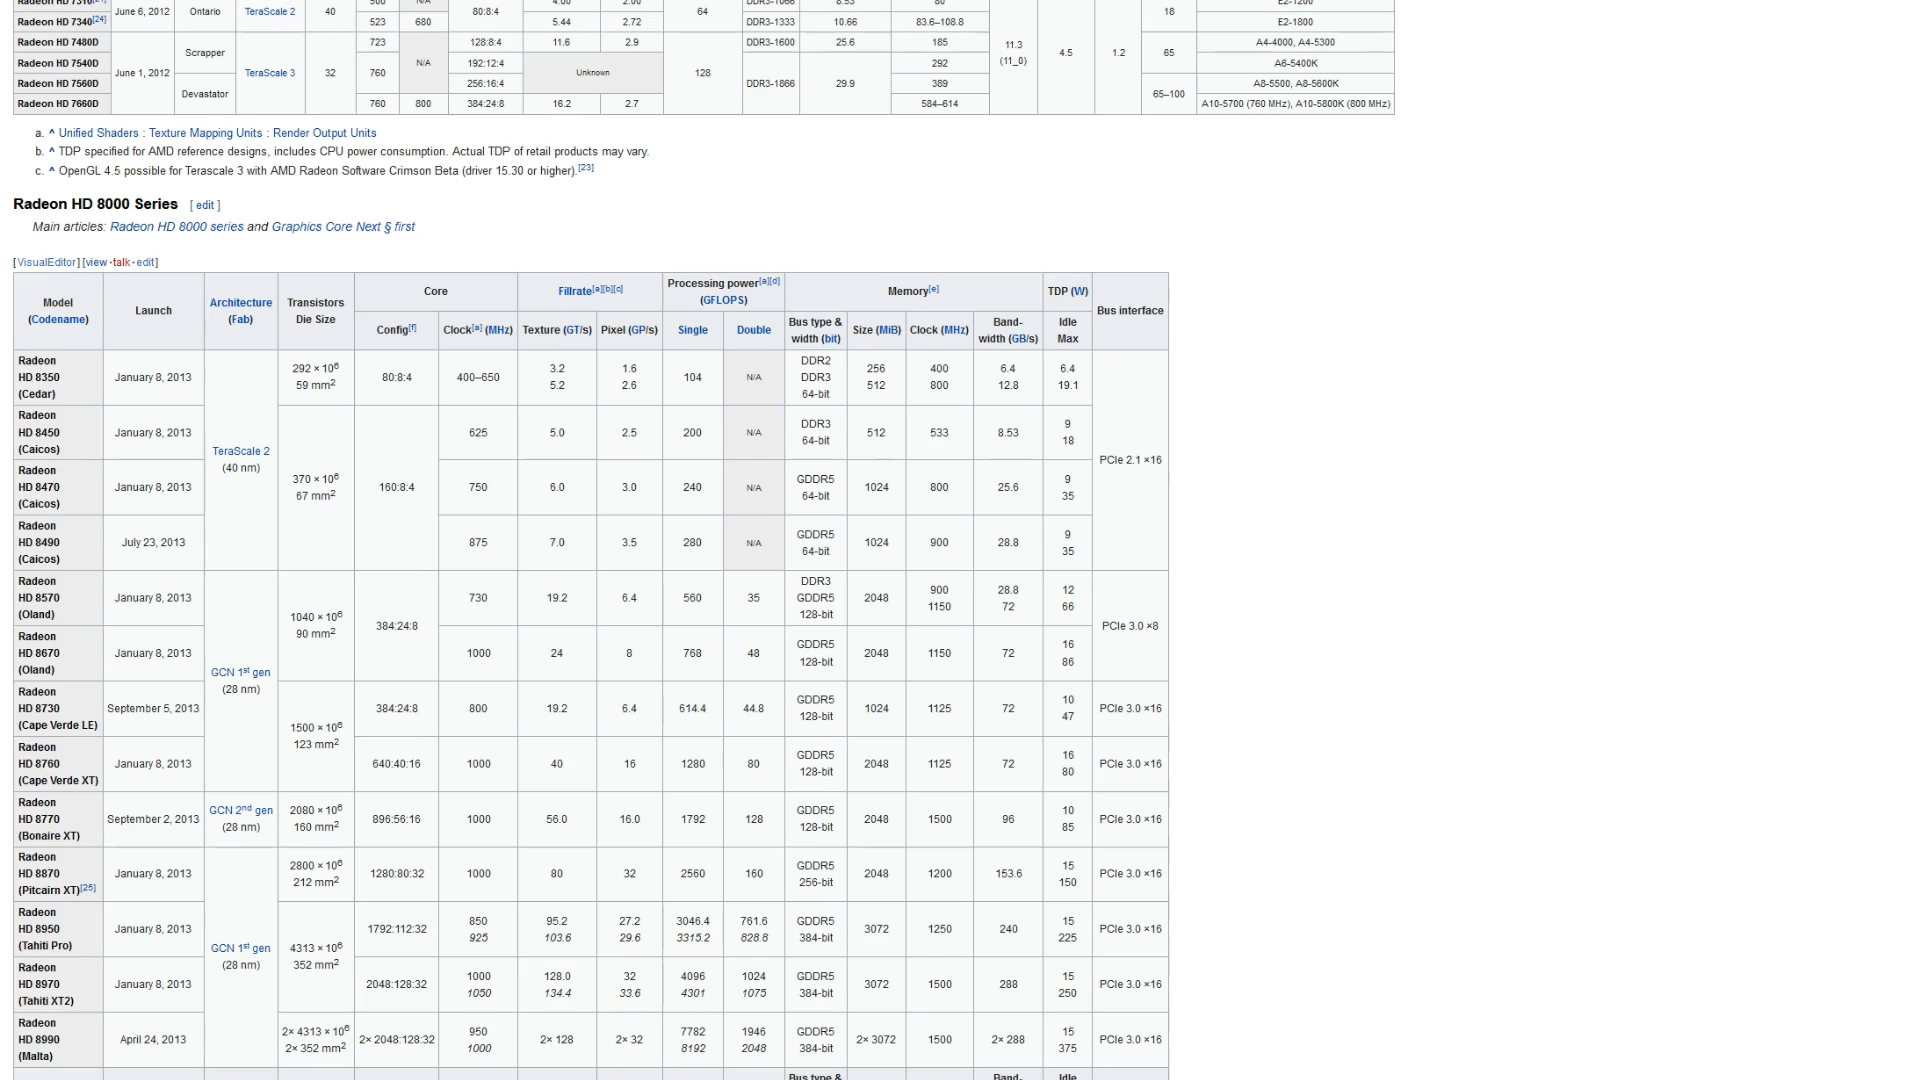 Radeon HD 7310 500 N/A 4.00 2.00 DDR3-1066 8.53 80 E2-1200
June 6, 2012 Ontario TeraScale 2 40 80:8:4 64 18
Radeon HD 7340[24] 523 680 5.44 2.72 DDR3-1333 10.66 83.6–108.8 E2-1800
Radeon HD 7480D 723 128:8:4 11.6 2.9 DDR3-1600 25.6 185 A4-4000, A4-5300
Scrapper 11.3 (11_0) 4.5 1.2 65
Radeon HD 7540D N/A 192:12:4 292 A6-5400K
June 1, 2012 TeraScale 3 32 760 Unknown 128
Radeon HD 7560D 256:16:4 DDR3-1866 29.9 389 A8-5500, A8-5600K
Devastator 65–100
Radeon HD 7660D 760 800 384:24:8 16.2 2.7 584–614 A10-5700 (760 MHz), A10-5800K (800 MHz)
a. ^ Unified Shaders : Texture Mapping Units : Render Output Units
b. ^ TDP specified for AMD reference designs, includes CPU power consumption. Actual TDP of retail products may vary.
c. ^ OpenGL 4.5 possible for Terascale 3 with AMD Radeon Software Crimson Beta (driver 15.30 or higher).[23]
Radeon HD 8000 Series [ edit ]
Main articles: Radeon HD 8000 series and Graphics Core Next § first
[VisualEditor] [view · talk · edit]
Model (Codename) Launch Architecture (Fab) Transistors Die Size Core Fillrate[a][b][c] Processing power[a][d] (GFLOPS) Memory[e] TDP (W) Bus interface
Config[f] Clock[a] (MHz) Texture (GT/s) Pixel (GP/s) Single Double Bus type & width (bit) Size (MiB) Clock (MHz) Band-width (GB/s) Idle Max
Radeon HD 8350 (Cedar) January 8, 2013 TeraScale 2 (40 nm) 292 × 10⁶ 59 mm² 80:8:4 400–650 3.2 5.2 1.6 2.6 104 N/A DDR2 DDR3 64-bit 256 512 400 800 6.4 12.8 6.4 19.1 PCIe 2.1 ×16
Radeon HD 8450 (Caicos) January 8, 2013 370 × 10⁶ 67 mm² 160:8:4 625 5.0 2.5 200 N/A DDR3 64-bit 512 533 8.53 9 18
Radeon HD 8470 (Caicos) January 8, 2013 750 6.0 3.0 240 N/A GDDR5 64-bit 1024 800 25.6 9 35
Radeon HD 8490 (Caicos) July 23, 2013 875 7.0 3.5 280 N/A GDDR5 64-bit 1024 900 28.8 9 35
Radeon HD 8570 (Oland) January 8, 2013 GCN 1st gen (28 nm) 1040 × 10⁶ 90 mm² 384:24:8 730 19.2 6.4 560 35 DDR3 GDDR5 128-bit 2048 900 1150 28.8 72 12 66 PCIe 3.0 ×8
Radeon HD 8670 (Oland) January 8, 2013 1000 24 8 768 48 GDDR5 128-bit 2048 1150 72 16 86
Radeon HD 8730 (Cape Verde LE) September 5, 2013 1500 × 10⁶ 123 mm² 384:24:8 800 19.2 6.4 614.4 44.8 GDDR5 128-bit 1024 1125 72 10 47 PCIe 3.0 ×16
Radeon HD 8760 (Cape Verde XT) January 8, 2013 640:40:16 1000 40 16 1280 80 GDDR5 128-bit 2048 1125 72 16 80 PCIe 3.0 ×16
Radeon HD 8770 (Bonaire XT) September 2, 2013 GCN 2nd gen (28 nm) 2080 × 10⁶ 160 mm² 896:56:16 1000 56.0 16.0 1792 128 GDDR5 128-bit 2048 1500 96 10 85 PCIe 3.0 ×16
Radeon HD 8870 (Pitcairn XT)[25] January 8, 2013 GCN 1st gen (28 nm) 2800 × 10⁶ 212 mm² 1280:80:32 1000 80 32 2560 160 GDDR5 256-bit 2048 1200 153.6 15 150 PCIe 3.0 ×16
Radeon HD 8950 (Tahiti Pro) January 8, 2013 4313 × 10⁶ 352 mm² 1792:112:32 850 925 95.2 103.6 27.2 29.6 3046.4 3315.2 761.6 828.8 GDDR5 384-bit 3072 1250 240 15 225 PCIe 3.0 ×16
Radeon HD 8970 (Tahiti XT2) January 8, 2013 2048:128:32 1000 1050 128.0 134.4 32 33.6 4096 4301 1024 1075 GDDR5 384-bit 3072 1500 288 15 250 PCIe 3.0 ×16
Radeon HD 8990 (Malta) April 24, 2013 2× 4313 × 10⁶ 2× 352 mm² 2× 2048:128:32 950 1000 2× 128 2× 32 7782 8192 1946 2048 GDDR5 384-bit 2× 3072 1500 2× 288 15 375 PCIe 3.0 ×16
Bus type & Band- Idle